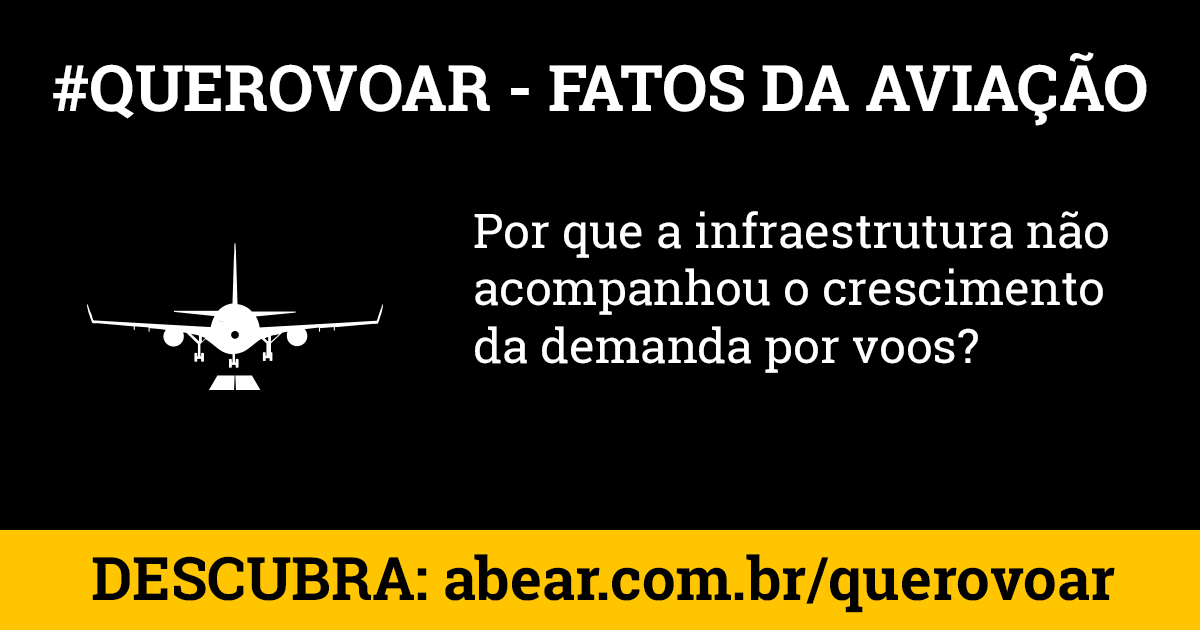 #QUEROVOAR - FATOS DA AVIAÇÃO
Por que a infraestrutura não
acompanhou o crescimento
da demanda por voos?
DESCUBRA: abear.com.br/querovoar